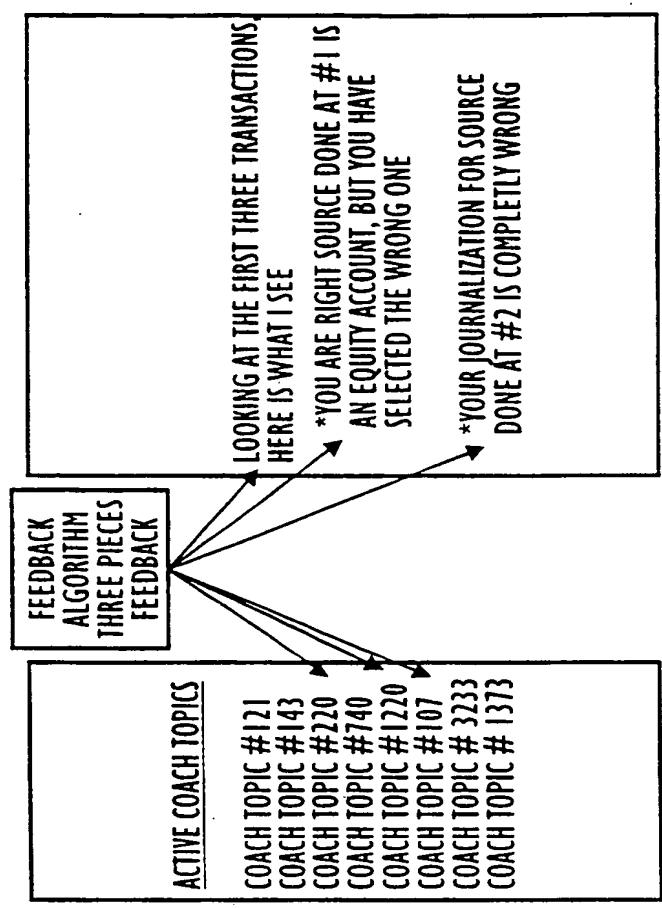 ACTIVE COACH TOPICS
COACH TOPIC #121
COACH TOPIC #143
COACH TOPIC #220
COACH TOPIC #740
COACH TOPIC #1220
COACH TOPIC #107
COACH TOPIC # 3233
COACH TOPIC # 1373
FEEDBACK
ALGORITHM
THREE PIECES
FEEDBACK
LOOKING AT THE FIRST THREE TRANSACTIONS,
HERE IS WHAT I SEE
*YOU ARE RIGHT SOURCE DONE AT #1 IS
AN EQUITY ACCOUNT, BUT YOU HAVE
SELECTED THE WRONG ONE
*YOUR JOURNALIZATION FOR SOURCE
DONE AT #2 IS COMPLETLY WRONG